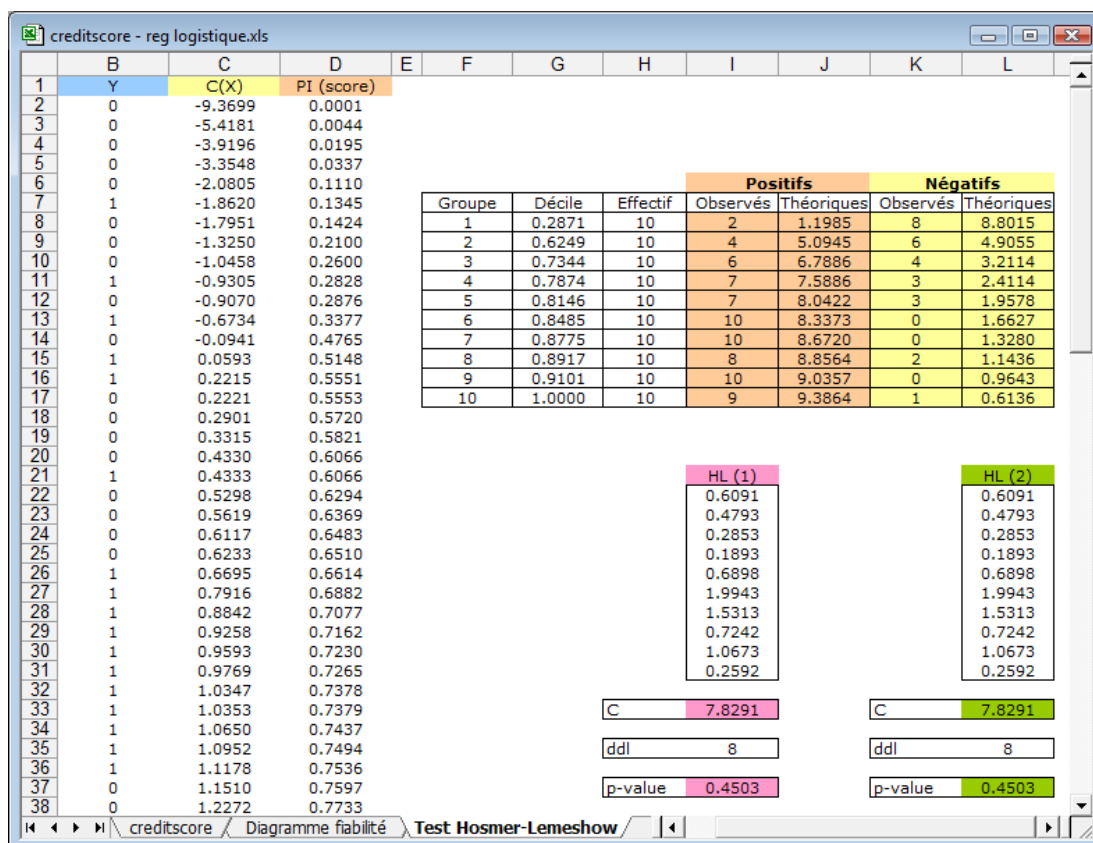 creditscore - reg logistique.xls
B C D E F G H I J K L
1 Y C(X) PI (score)
2 0 -9.3699 0.0001
3 0 -5.4181 0.0044
4 0 -3.9196 0.0195
5 0 -3.3548 0.0337
6 0 -2.0805 0.1110 Positifs Négatifs
7 1 -1.8620 0.1345 Groupe Décile Effectif Observés Théoriques Observés Théoriques
8 0 -1.7951 0.1424 1 0.2871 10 2 1.1985 8 8.8015
9 0 -1.3250 0.2100 2 0.6249 10 4 5.0945 6 4.9055
10 0 -1.0458 0.2600 3 0.7344 10 6 6.7886 4 3.2114
11 1 -0.9305 0.2828 4 0.7874 10 7 7.5886 3 2.4114
12 0 -0.9070 0.2876 5 0.8146 10 7 8.0422 3 1.9578
13 1 -0.6734 0.3377 6 0.8485 10 10 8.3373 0 1.6627
14 0 -0.0941 0.4765 7 0.8775 10 10 8.6720 0 1.3280
15 1 0.0593 0.5148 8 0.8917 10 8 8.8564 2 1.1436
16 1 0.2215 0.5551 9 0.9101 10 10 9.0357 0 0.9643
17 0 0.2221 0.5553 10 1.0000 10 9 9.3864 1 0.6136
18 0 0.2901 0.5720
19 0 0.3315 0.5821
20 0 0.4330 0.6066
21 1 0.4333 0.6066 HL (1) HL (2)
22 0 0.5298 0.6294 0.6091 0.6091
23 0 0.5619 0.6369 0.4793 0.4793
24 0 0.6117 0.6483 0.2853 0.2853
25 0 0.6233 0.6510 0.1893 0.1893
26 1 0.6695 0.6614 0.6898 0.6898
27 1 0.7916 0.6882 1.9943 1.9943
28 1 0.8842 0.7077 1.5313 1.5313
29 1 0.9258 0.7162 0.7242 0.7242
30 1 0.9593 0.7230 1.0673 1.0673
31 1 0.9769 0.7265 0.2592 0.2592
32 1 1.0347 0.7378
33 1 1.0353 0.7379 C 7.8291 C 7.8291
34 1 1.0650 0.7437
35 1 1.0952 0.7494 ddl 8 ddl 8
36 1 1.1178 0.7536
37 0 1.1510 0.7597 p-value 0.4503 p-value 0.4503
38 0 1.2272 0.7733
creditscore Diagramme fiabilité Test Hosmer-Lemeshow